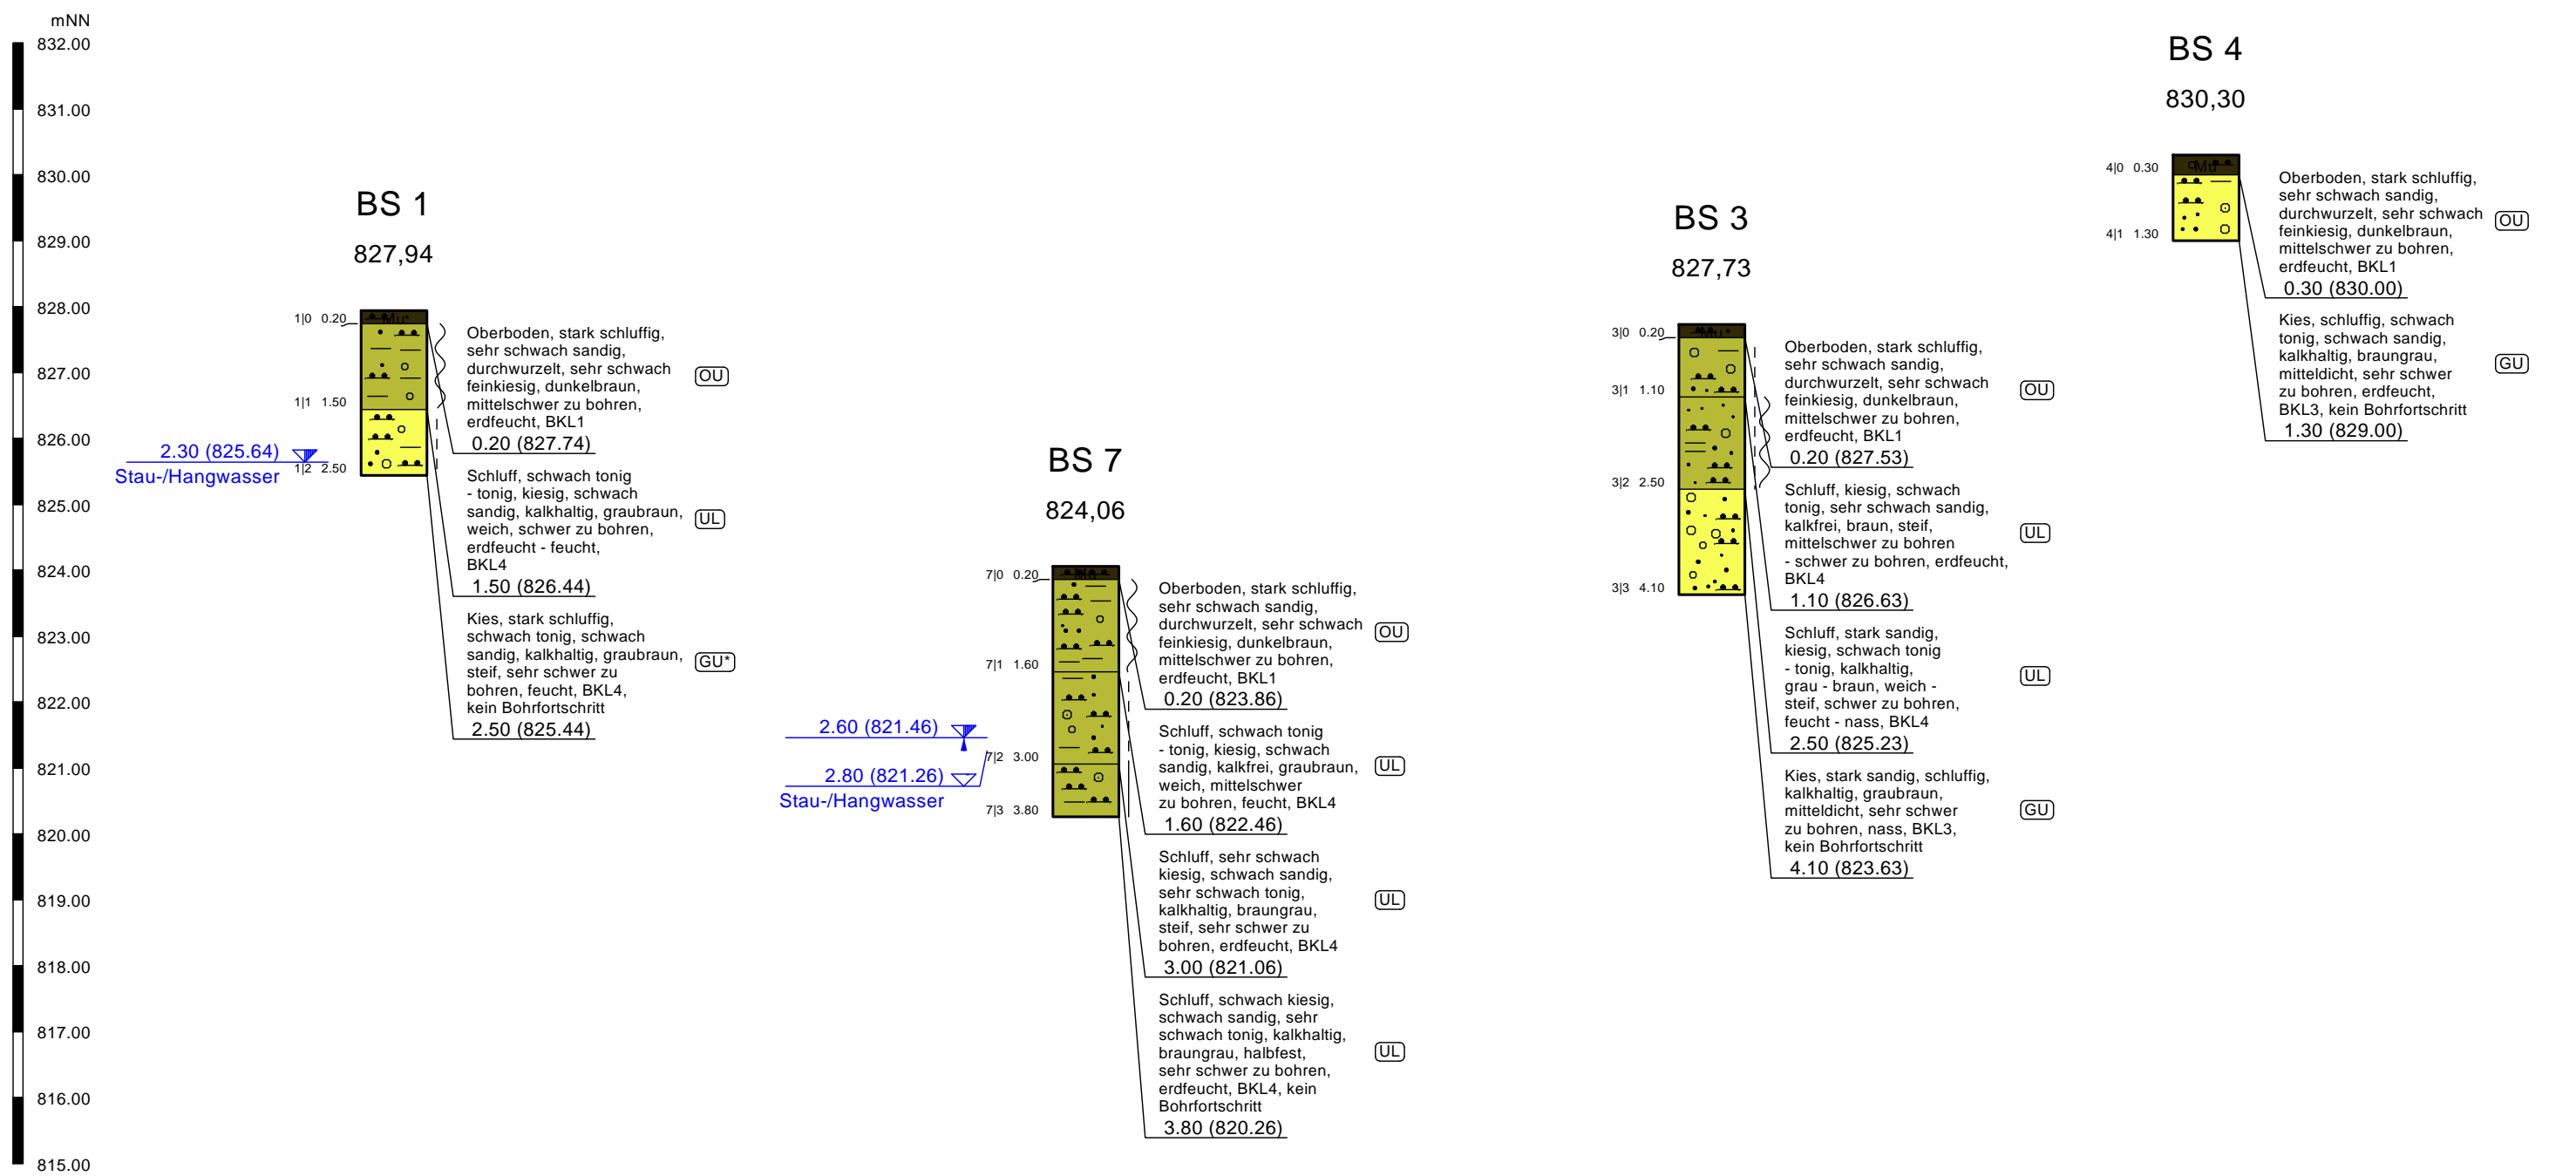 mNN
832.00
831.00
830.00
829.00
828.00
827.00
826.00
825.00
824.00
823.00
822.00
821.00
820.00
819.00
818.00
817.00
816.00
815.00
BS 1
827,94
1|0 0.20
Mu
1|1 1.50
1|2 2.50
2.30 (825.64)
Stau-/Hangwasser
Oberboden, stark schluffig,
sehr schwach sandig,
durchwurzelt, sehr schwach
feinkiesig, dunkelbraun,
mittelschwer zu bohren,
erdfeucht, BKL1
0.20 (827.74)
OU
Schluff, schwach tonig
- tonig, kiesig, schwach
sandig, kalkhaltig, graubraun,
weich, schwer zu bohren,
erdfeucht - feucht,
BKL4
1.50 (826.44)
UL
Kies, stark schluffig,
schwach tonig, schwach
sandig, kalkhaltig, graubraun,
steif, sehr schwer zu
bohren, feucht, BKL4,
kein Bohrfortschritt
2.50 (825.44)
GU*
BS 7
824,06
7|0 0.20
Mu
7|1 1.60
7|2 3.00
7|3 3.80
2.60 (821.46)
2.80 (821.26)
Stau-/Hangwasser
Oberboden, stark schluffig,
sehr schwach sandig,
durchwurzelt, sehr schwach
feinkiesig, dunkelbraun,
mittelschwer zu bohren,
erdfeucht, BKL1
0.20 (823.86)
OU
Schluff, schwach tonig
- tonig, kiesig, schwach
sandig, kalkfrei, graubraun,
weich, mittelschwer
zu bohren, feucht, BKL4
1.60 (822.46)
UL
Schluff, sehr schwach
kiesig, schwach sandig,
sehr schwach tonig,
kalkhaltig, braungrau,
steif, sehr schwer zu
bohren, erdfeucht, BKL4
3.00 (821.06)
UL
Schluff, schwach kiesig,
schwach sandig, sehr
schwach tonig, kalkhaltig,
braungrau, halbfest,
sehr schwer zu bohren,
erdfeucht, BKL4, kein
Bohrfortschritt
3.80 (820.26)
UL
BS 3
827,73
3|0 0.20
Mu
3|1 1.10
3|2 2.50
3|3 4.10
Oberboden, stark schluffig,
sehr schwach sandig,
durchwurzelt, sehr schwach
feinkiesig, dunkelbraun,
mittelschwer zu bohren,
erdfeucht, BKL1
0.20 (827.53)
OU
Schluff, kiesig, schwach
tonig, sehr schwach sandig,
kalkfrei, braun, steif,
mittelschwer zu bohren
- schwer zu bohren, erdfeucht,
BKL4
1.10 (826.63)
UL
Schluff, stark sandig,
kiesig, schwach tonig
- tonig, kalkhaltig,
grau - braun, weich -
steif, schwer zu bohren,
feucht - nass, BKL4
2.50 (825.23)
UL
Kies, stark sandig, schluffig,
kalkhaltig, graubraun,
mitteldicht, sehr schwer
zu bohren, nass, BKL3,
kein Bohrfortschritt
4.10 (823.63)
GU
BS 4
830,30
4|0 0.30
Mu
4|1 1.30
Oberboden, stark schluffig,
sehr schwach sandig,
durchwurzelt, sehr schwach
feinkiesig, dunkelbraun,
mittelschwer zu bohren,
erdfeucht, BKL1
0.30 (830.00)
OU
Kies, schluffig, schwach
tonig, schwach sandig,
kalkhaltig, braungrau,
mitteldicht, sehr schwer
zu bohren, erdfeucht,
BKL3, kein Bohrfortschritt
1.30 (829.00)
GU